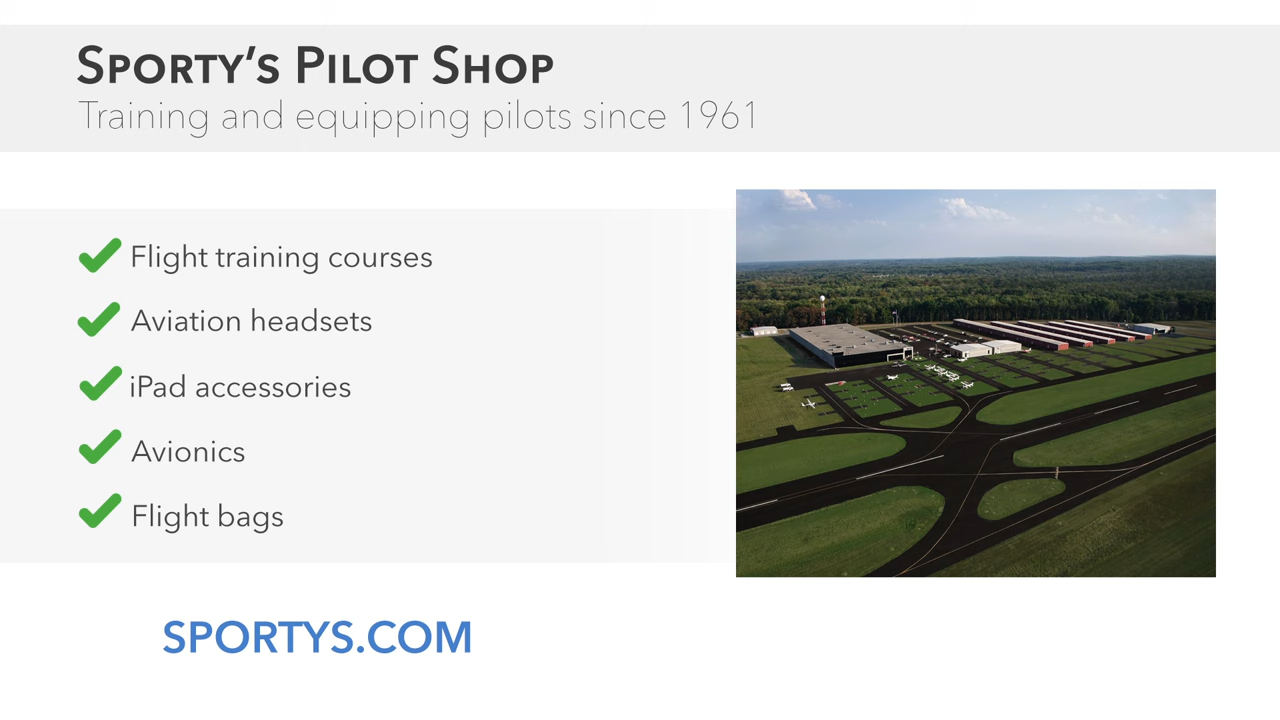 Sporty's Pilot Shop
Training and equipping pilots since 1961
Flight training courses
Aviation headsets
iPad accessories
Avionics
Flight bags
SPORTYS.COM